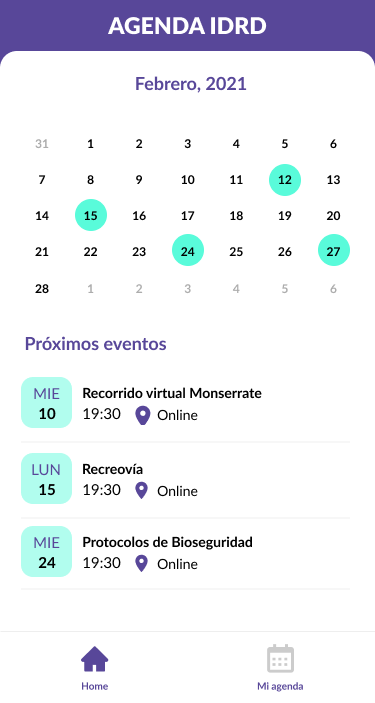 AGENDA IDRD
Febrero, 2021
31 1 2 3 4 5 6
7 8 9 10 11 12 13
14 15 16 17 18 19 20
21 22 23 24 25 26 27
28 1 2 3 4 5 6
Próximos eventos
MIE
10
Recorrido virtual Monserrate
19:30 Online
LUN
15
Recreovía
19:30 Online
MIE
24
Protocolos de Bioseguridad
19:30 Online
Home Mi agenda